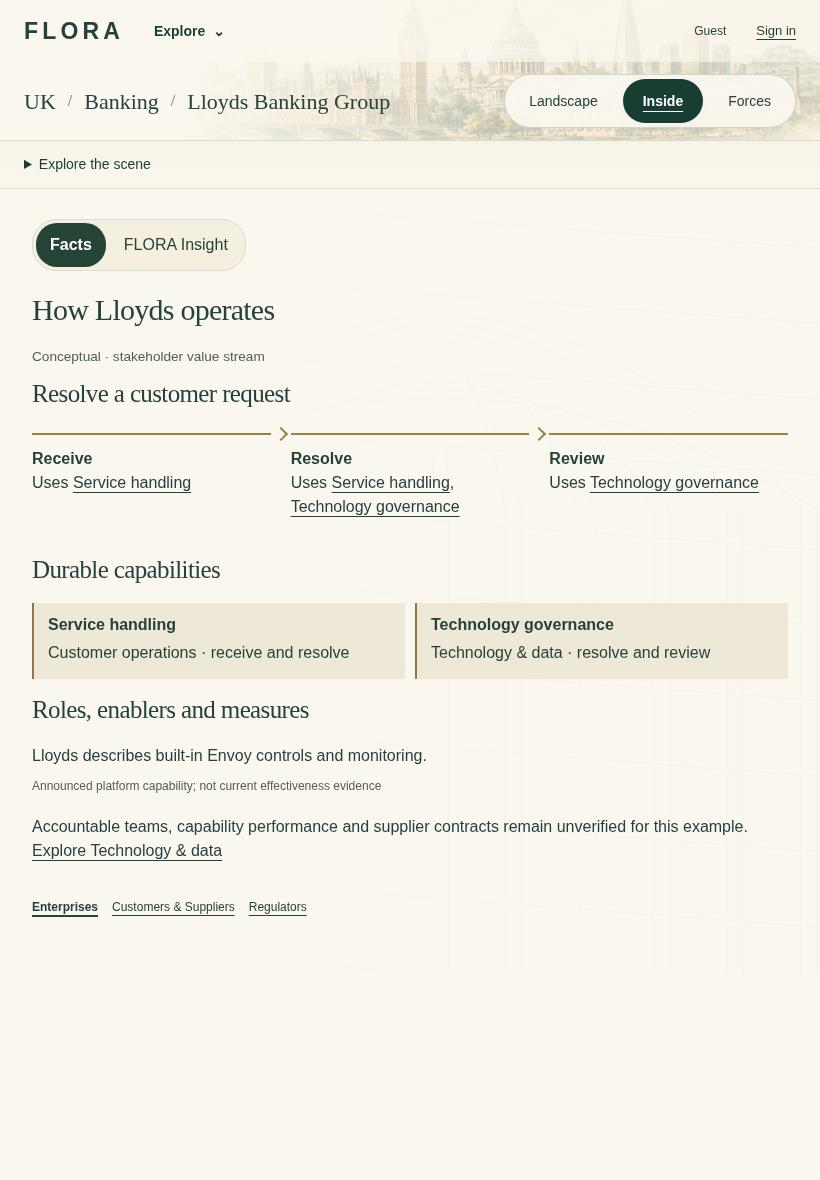 FLORA
Explore
Guest
Sign in
UK / Banking / Lloyds Banking Group
Landscape
Inside
Forces
Explore the scene
Facts
FLORA Insight
How Lloyds operates
Conceptual · stakeholder value stream
Resolve a customer request
Receive
Uses Service handling
Resolve
Uses Service handling,
Technology governance
Review
Uses Technology governance
Durable capabilities
Service handling
Customer operations · receive and resolve
Technology governance
Technology & data · resolve and review
Roles, enablers and measures
Lloyds describes built-in Envoy controls and monitoring.
Announced platform capability; not current effectiveness evidence
Accountable teams, capability performance and supplier contracts remain unverified for this example.
Explore Technology & data
Enterprises
Customers & Suppliers
Regulators